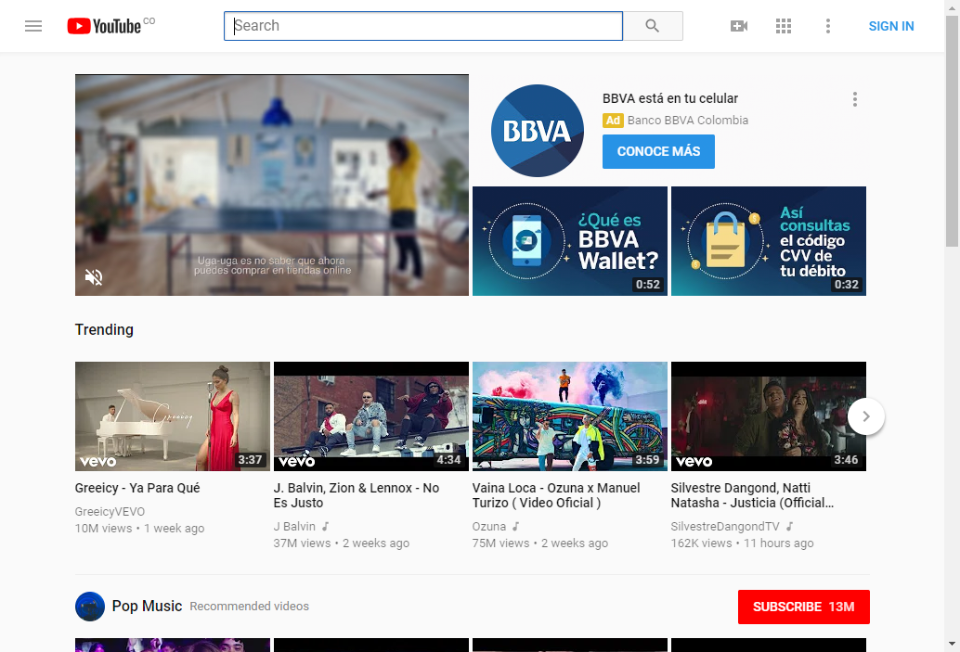 YouTube CO
Search
SIGN IN
BBVA
BBVA está en tu celular
Ad Banco BBVA Colombia
CONOCE MÁS
Uga-uga es no saber que ahora
puedes comprar en tiendas online
¿Qué es
BBVA
Wallet?
0:52
Así
consultas
el código
CVV de
tu débito
0:32
Trending
Greeicy
vevo
3:37
vevo
4:34
3:59
vevo
3:46
Greeicy - Ya Para Qué
GreeicyVEVO
10M views • 1 week ago
J. Balvin, Zion & Lennox - No
Es Justo
J Balvin
37M views • 2 weeks ago
Vaina Loca - Ozuna x Manuel
Turizo ( Video Oficial )
Ozuna
75M views • 2 weeks ago
Silvestre Dangond, Natti
Natasha - Justicia (Official...
SilvestreDangondTV
162K views • 11 hours ago
Pop Music Recommended videos
SUBSCRIBE 13M